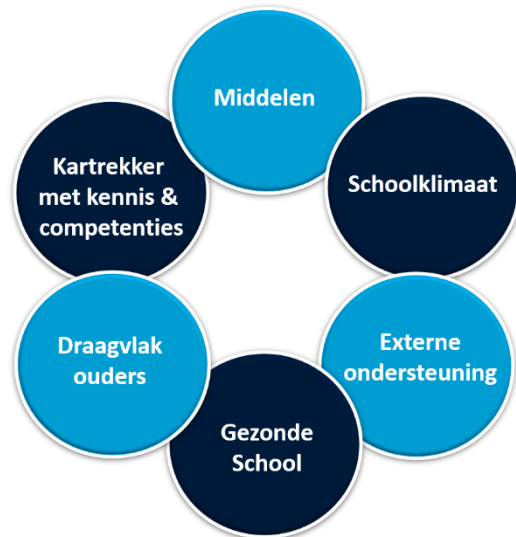 Middelen
Kartrekker
met kennis &
competenties
Schoolklimaat
Draagvlak
ouders
Externe
ondersteuning
Gezonde
School